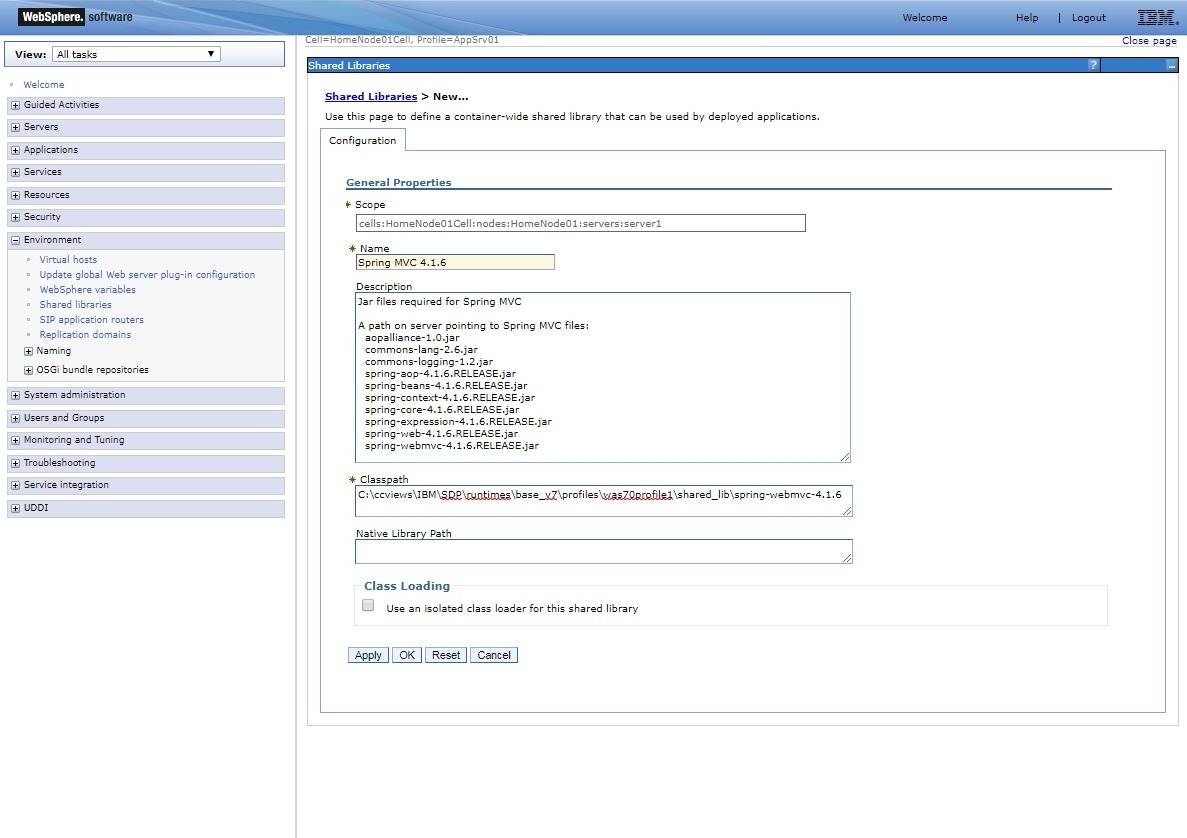 WebSphere. software
Welcome
Help | Logout
IBM.
View: All tasks
Cell=HomeNode01Cell, Profile=AppSrv01
Close page
Welcome
Guided Activities
Servers
Applications
Services
Resources
Security
Environment
Virtual hosts
Update global Web server plug-in configuration
WebSphere variables
Shared libraries
SIP application routers
Replication domains
Naming
OSGi bundle repositories
System administration
Users and Groups
Monitoring and Tuning
Troubleshooting
Service integration
UDDI
Shared Libraries
?
Shared Libraries > New...
Use this page to define a container-wide shared library that can be used by deployed applications.
Configuration
General Properties
* Scope
cells:HomeNode01Cell:nodes:HomeNode01:servers:server1
* Name
Spring MVC 4.1.6
Description
Jar files required for Spring MVC
A path on server pointing to Spring MVC files:
aopalliance-1.0.jar
commons-lang-2.6.jar
commons-logging-1.2.jar
spring-aop-4.1.6.RELEASE.jar
spring-beans-4.1.6.RELEASE.jar
spring-context-4.1.6.RELEASE.jar
spring-core-4.1.6.RELEASE.jar
spring-expression-4.1.6.RELEASE.jar
spring-web-4.1.6.RELEASE.jar
spring-webmvc-4.1.6.RELEASE.jar
* Classpath
C:\ccviews\IBM\SDP\runtimes\base_v7\profiles\was70profile1\shared_lib\spring-webmvc-4.1.6
Native Library Path
Class Loading
Use an isolated class loader for this shared library
Apply OK Reset Cancel